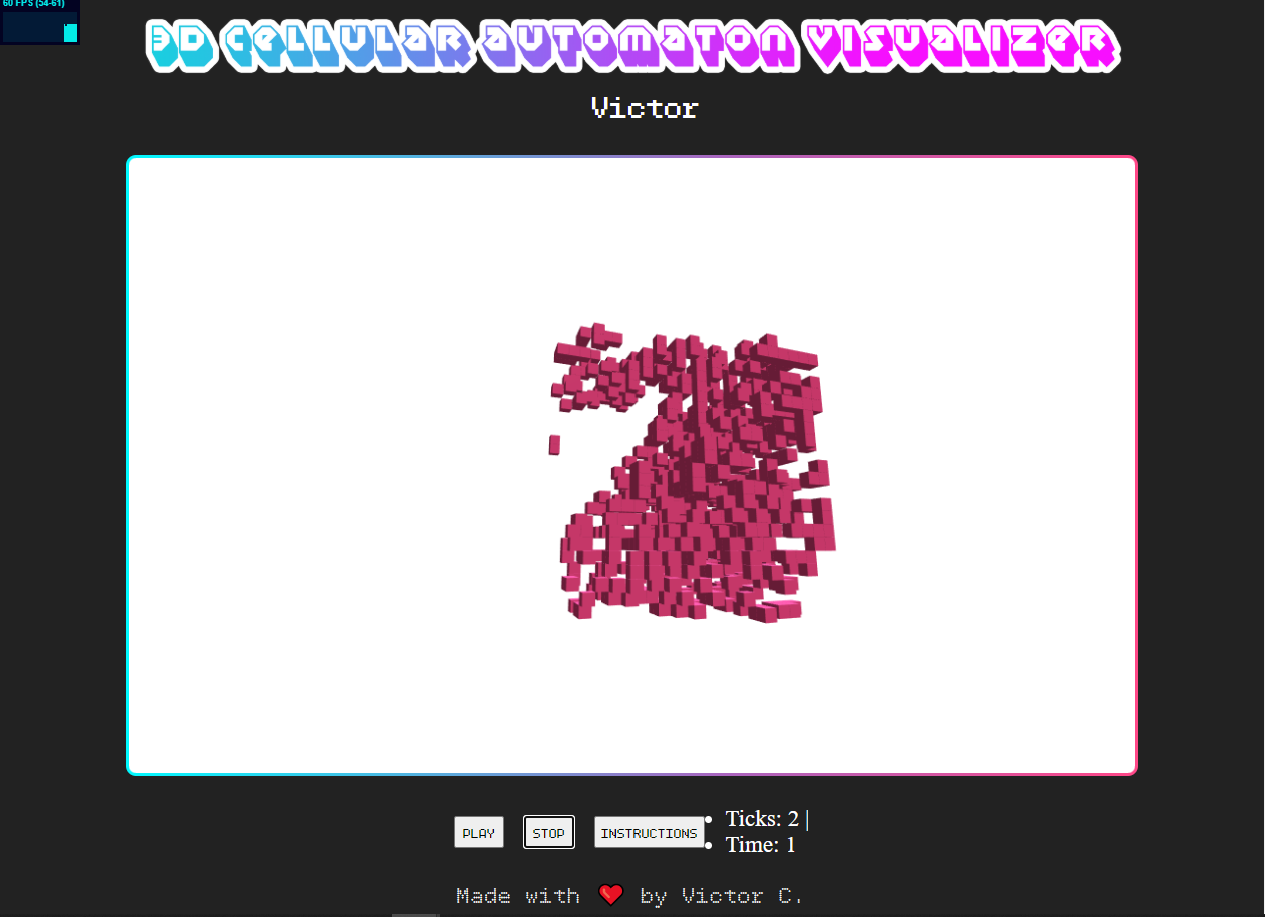 60 FPS (54-61)
3D Cellular Automaton Visualizer
Victor
PLAY STOP INSTRUCTIONS
Ticks: 2 |
Time: 1
Made with ❤️ by Victor C.